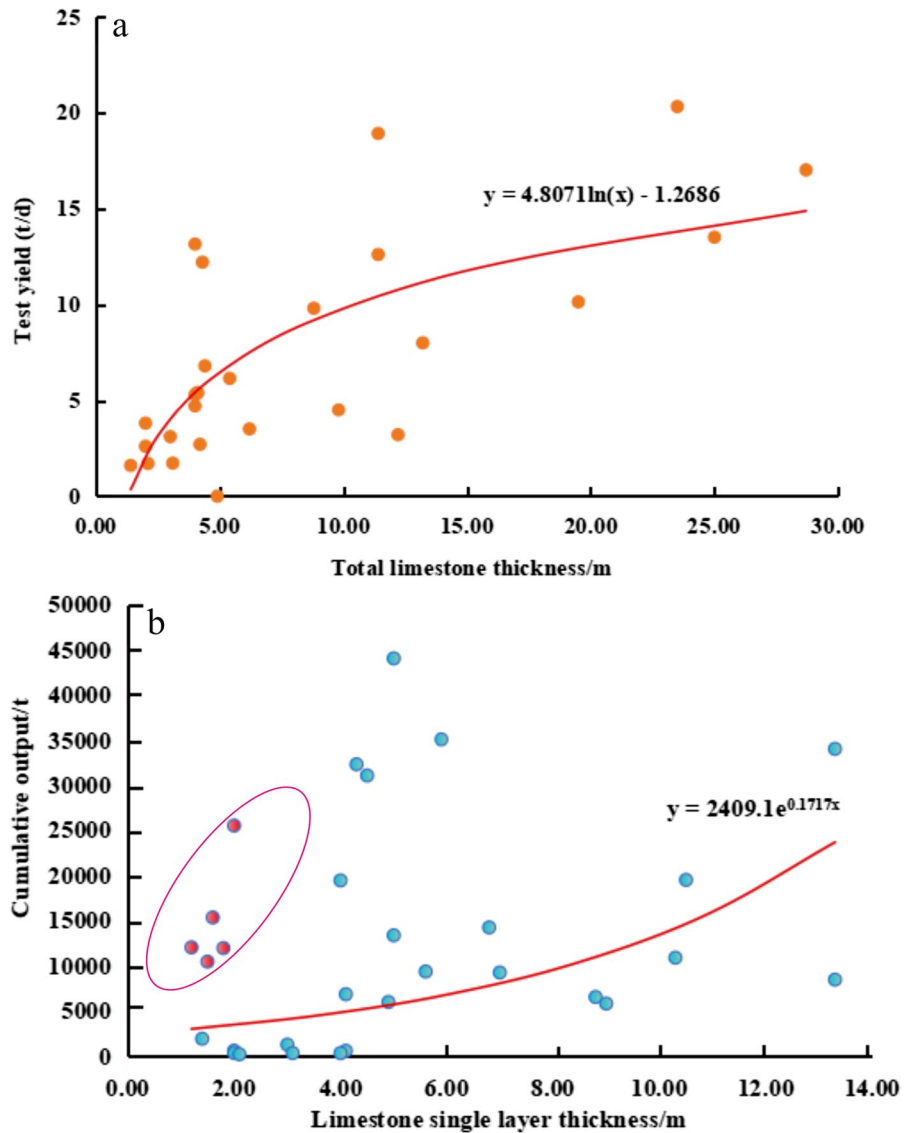 a
25
20
15
10
5
0
Test yield (t/d)
y = 4.8071ln(x) - 1.2686
0.00 5.00 10.00 15.00 20.00 25.00 30.00
Total limestone thickness/m
b
50000
45000
40000
35000
30000
25000
20000
15000
10000
5000
0
Cumulative output/t
y = 2409.1e^0.1717x
0.00 2.00 4.00 6.00 8.00 10.00 12.00 14.00
Limestone single layer thickness/m